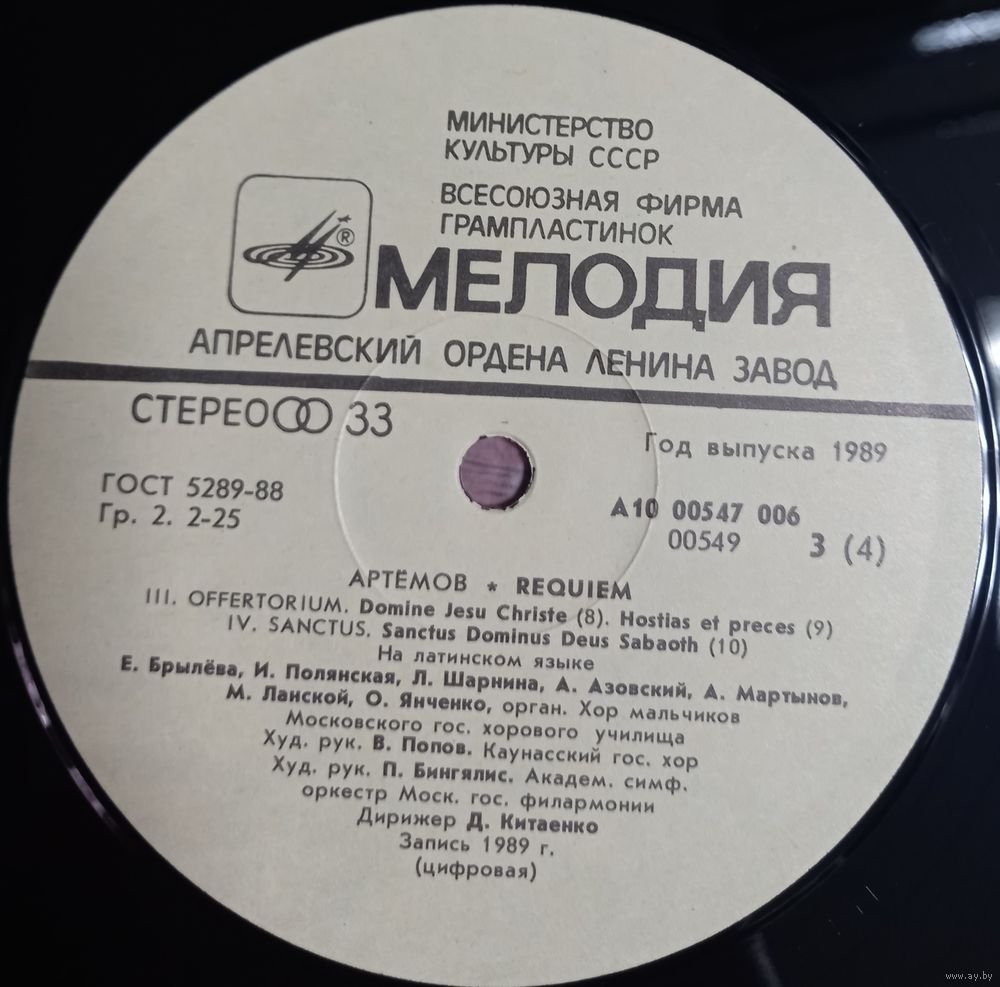 МИНИСТЕРСТВО
КУЛЬТУРЫ СССР
ВСЕСОЮЗНАЯ ФИРМА
ГРАМПЛАСТИНОК
®
МЕЛОДИЯ
АПРЕЛЕВСКИЙ ОРДЕНА ЛЕНИНА ЗАВОД
СТЕРЕО 33
Год выпуска 1989
ГОСТ 5289-88
Гр. 2. 2-25
А10 00547 006
00549 3 (4)
АРТЁМОВ * REQUIEM
III. OFFERTORIUM. Domine Jesu Christe (8). Hostias et preces (9)
IV. SANCTUS. Sanctus Dominus Deus Sabaoth (10)
На латинском языке
Е. Брылёва, И. Полянская, Л. Шарнина, А. Азовский, А. Мартынов,
М. Ланской, О. Янченко, орган. Хор мальчиков
Московского гос. хорового училища
Худ. рук. В. Попов. Каунасский гос. хор
Худ. рук. П. Бингялис. Академ. симф.
оркестр Моск. гос. филармонии
Дирижер Д. Китаенко
Запись 1989 г.
(цифровая)
www.ay.by